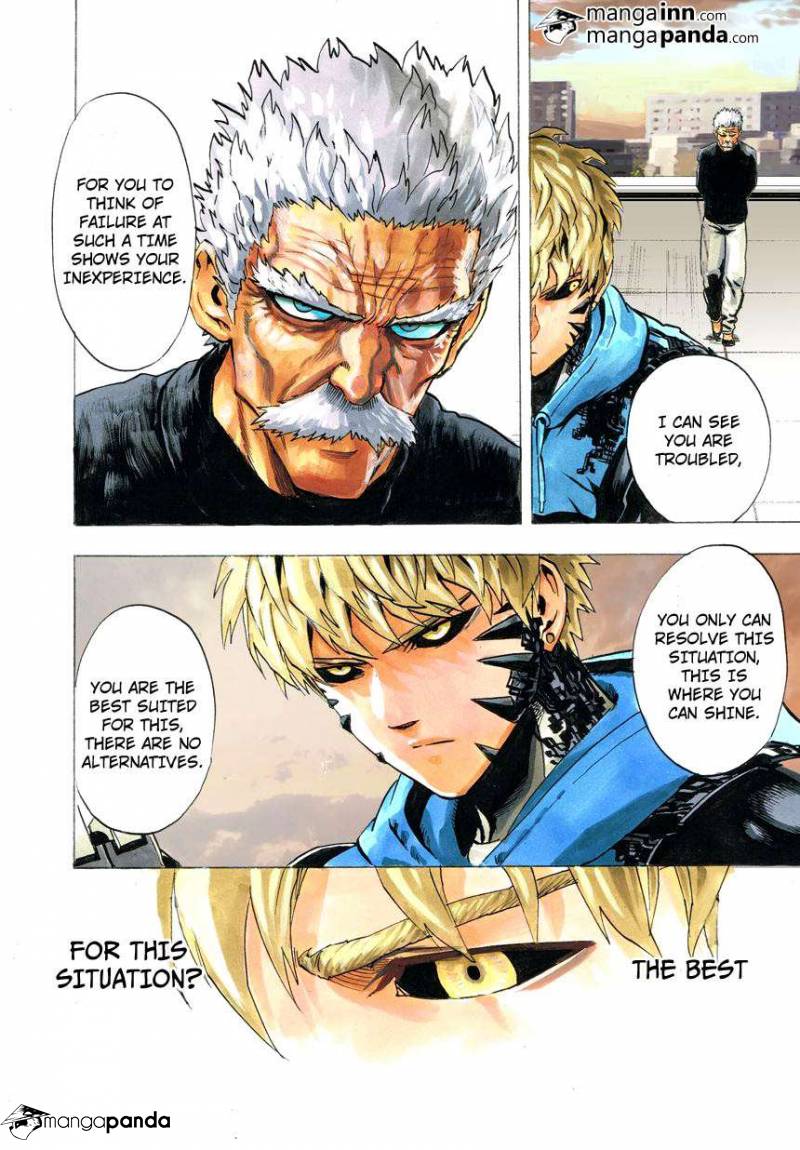 mangainn.com
mangapanda.com
I CAN SEE
YOU ARE
TROUBLED,
FOR YOU TO
THINK OF
FAILURE AT
SUCH A TIME
SHOWS YOUR
INEXPERIENCE.
YOU ONLY CAN
RESOLVE THIS
SITUATION,
THIS IS
WHERE YOU
CAN SHINE.
YOU ARE THE
BEST SUITED
FOR THIS,
THERE ARE NO
ALTERNATIVES.
THE BEST
FOR THIS
SITUATION?
mangapanda